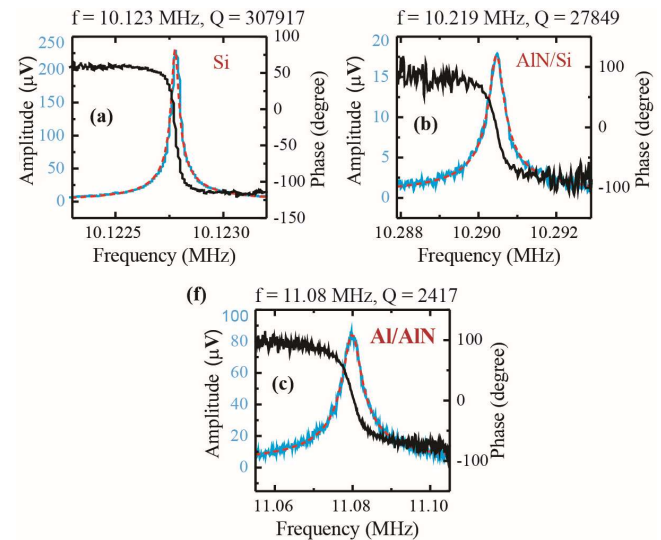 f = 10.123 MHz, Q = 307917
250
200
150
100
50
0
Amplitude (µV)
Si
(a)
100
50
0
-50
-100
-150
Phase (degree)
10.1225
10.1230
Frequency (MHz)
f = 10.219 MHz, Q = 27849
20
15
10
5
0
Amplitude (µV)
AlN/Si
(b)
100
0
-100
Phase (degree)
10.288
10.290
10.292
Frequency (MHz)
(f)
f = 11.08 MHz, Q = 2417
100
80
60
40
20
0
Amplitude (µV)
Al/AlN
(c)
100
0
-100
Phase (degree)
11.06
11.08
11.10
Frequency (MHz)